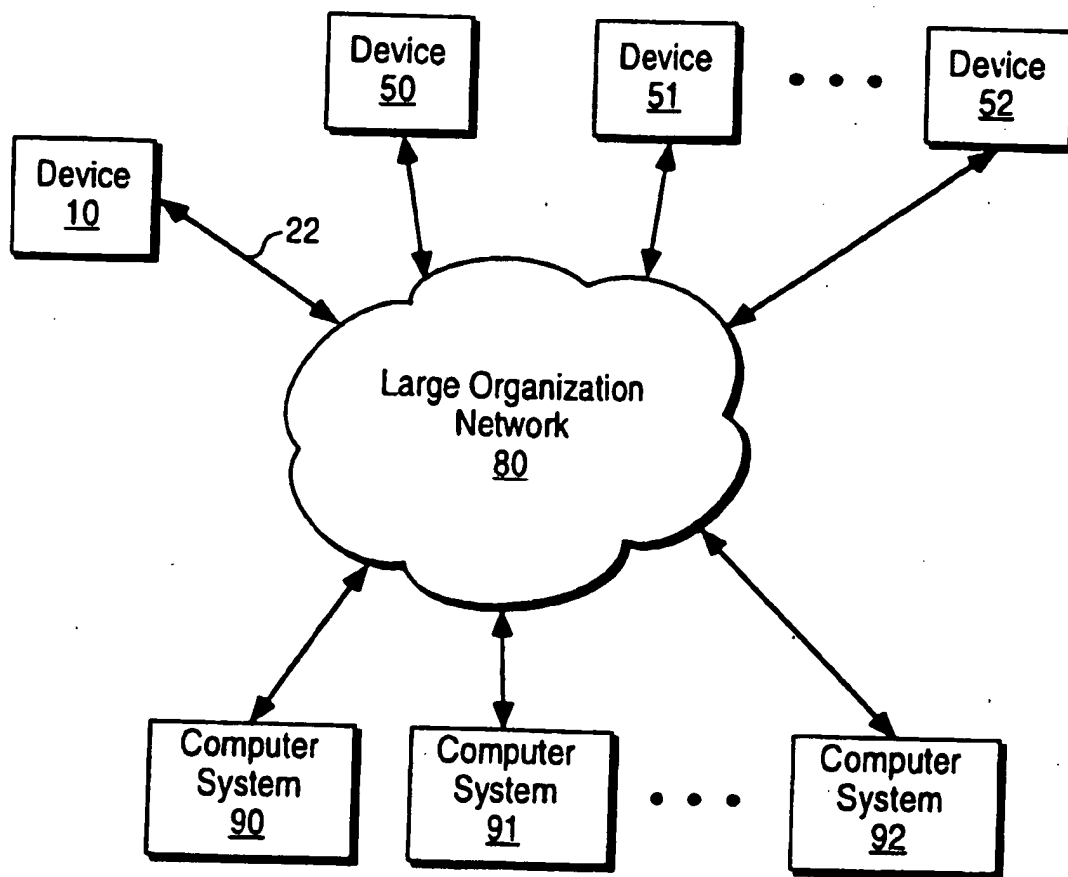 Device
50
Device
51
Device
52
Device
10
22
Large Organization
Network
80
Computer
System
90
Computer
System
91
Computer
System
92